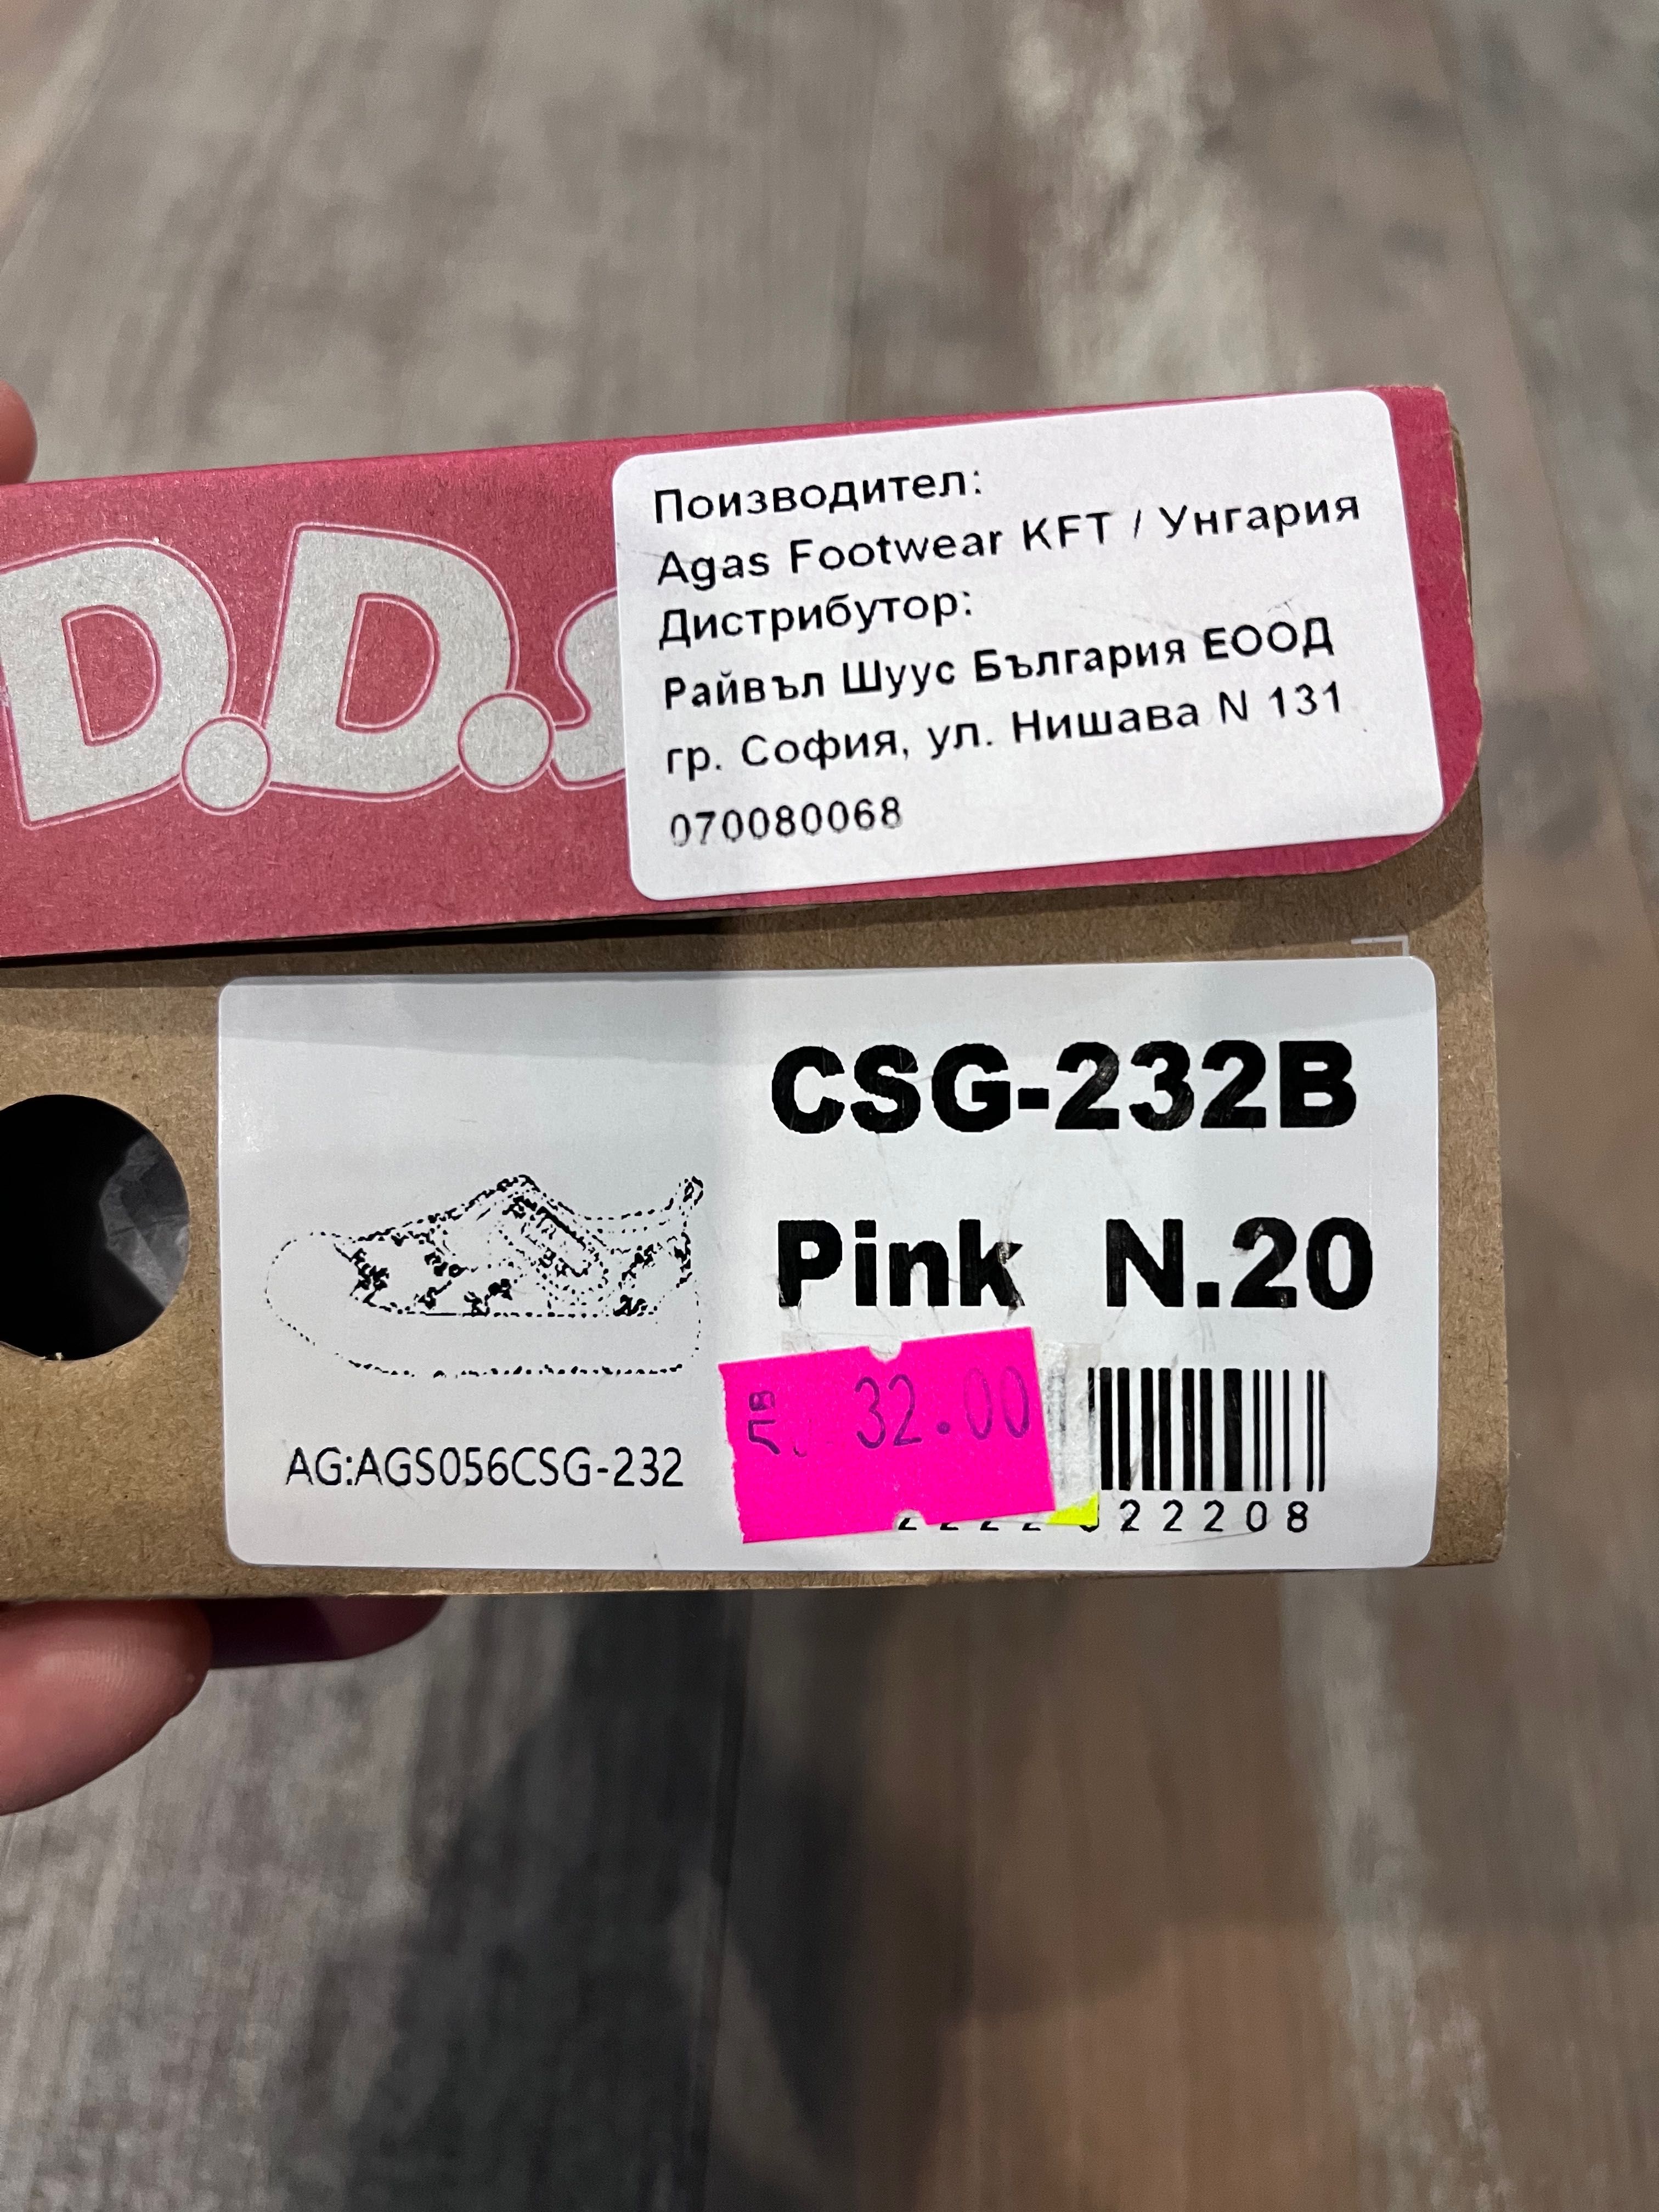 D.D.s
Поизводител:
Agas Footwear KFT / Унгария
Дистрибутор:
Райвъл Шуус България ЕООД
гр. София, ул. Нишава N 131
070080068
CSG-232B
Pink N.20
лв. 32.00
AG:AGS056CSG-232
22208